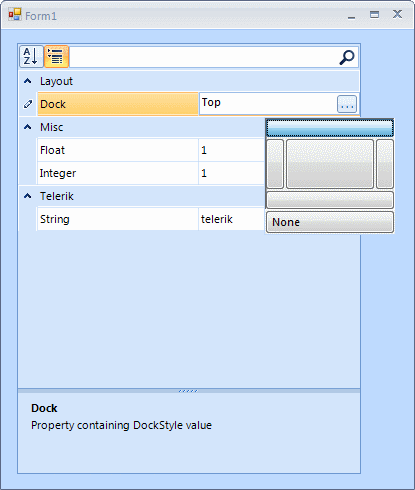 Form1
A
Z
Layout
Dock Top ...
Misc
Float 1
Integer 1
Telerik
String telerik
None
Dock
Property containing DockStyle value